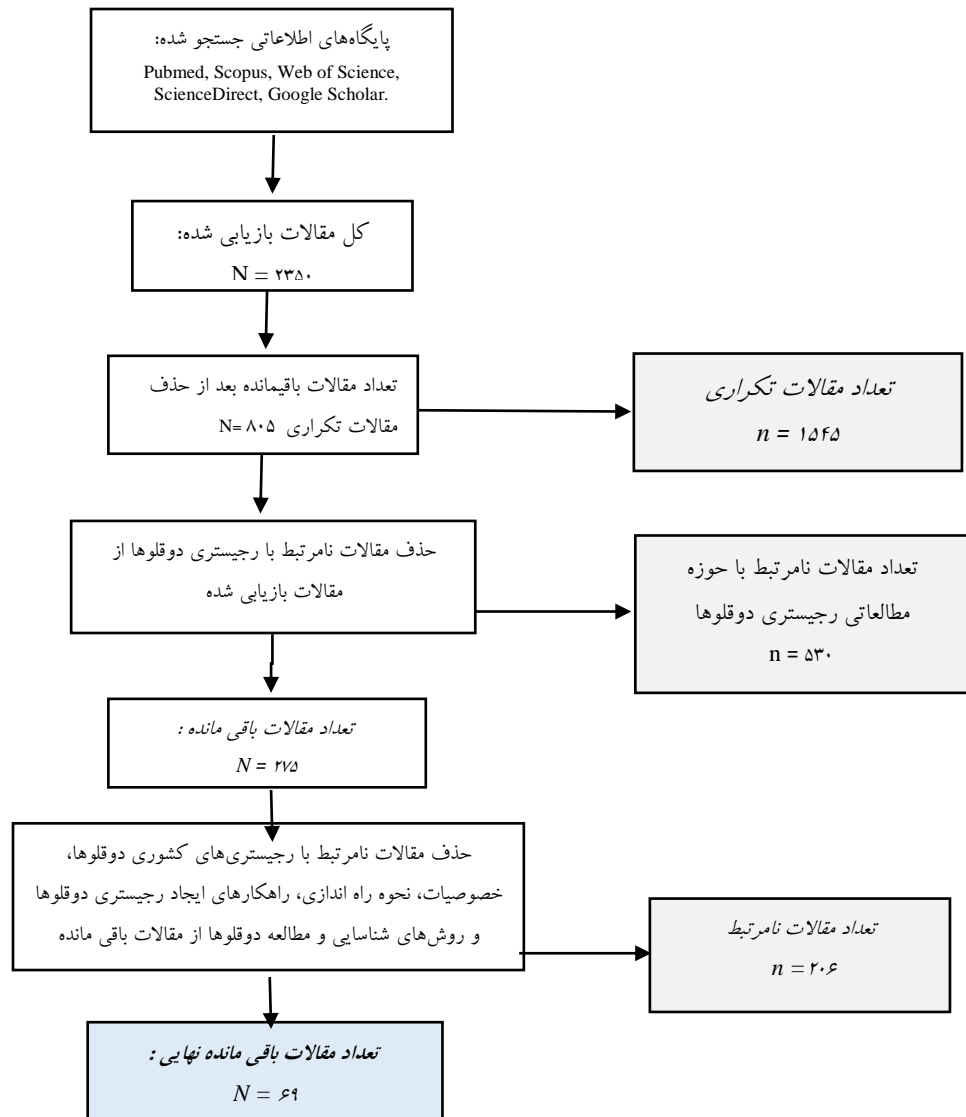 پایگاه‌های اطلاعاتی جستجو شده:
Pubmed, Scopus, Web of Science,
ScienceDirect, Google Scholar.
کل مقالات بازیابی شده:
N = ۲۳۵۰
تعداد مقالات باقیمانده بعد از حذف
مقالات تکراری N= ۸۰۵
تعداد مقالات تکراری
n = ۱۵۴۵
حذف مقالات نامرتبط با رجیستری دوقلوها از
مقالات بازیابی شده
تعداد مقالات نامرتبط با حوزه
مطالعاتی رجیستری دوقلوها
n = ۵۳۰
تعداد مقالات باقی مانده :
N = ۲۷۵
حذف مقالات نامرتبط با رجیستری‌های کشوری دوقلوها،
خصوصیات، نحوه راه اندازی، راهکارهای ایجاد رجیستری دوقلوها
و روش‌های شناسایی و مطالعه دوقلوها از مقالات باقی مانده
تعداد مقالات نامرتبط
n = ۲۰۶
تعداد مقالات باقی مانده نهایی :
N = ۶۹